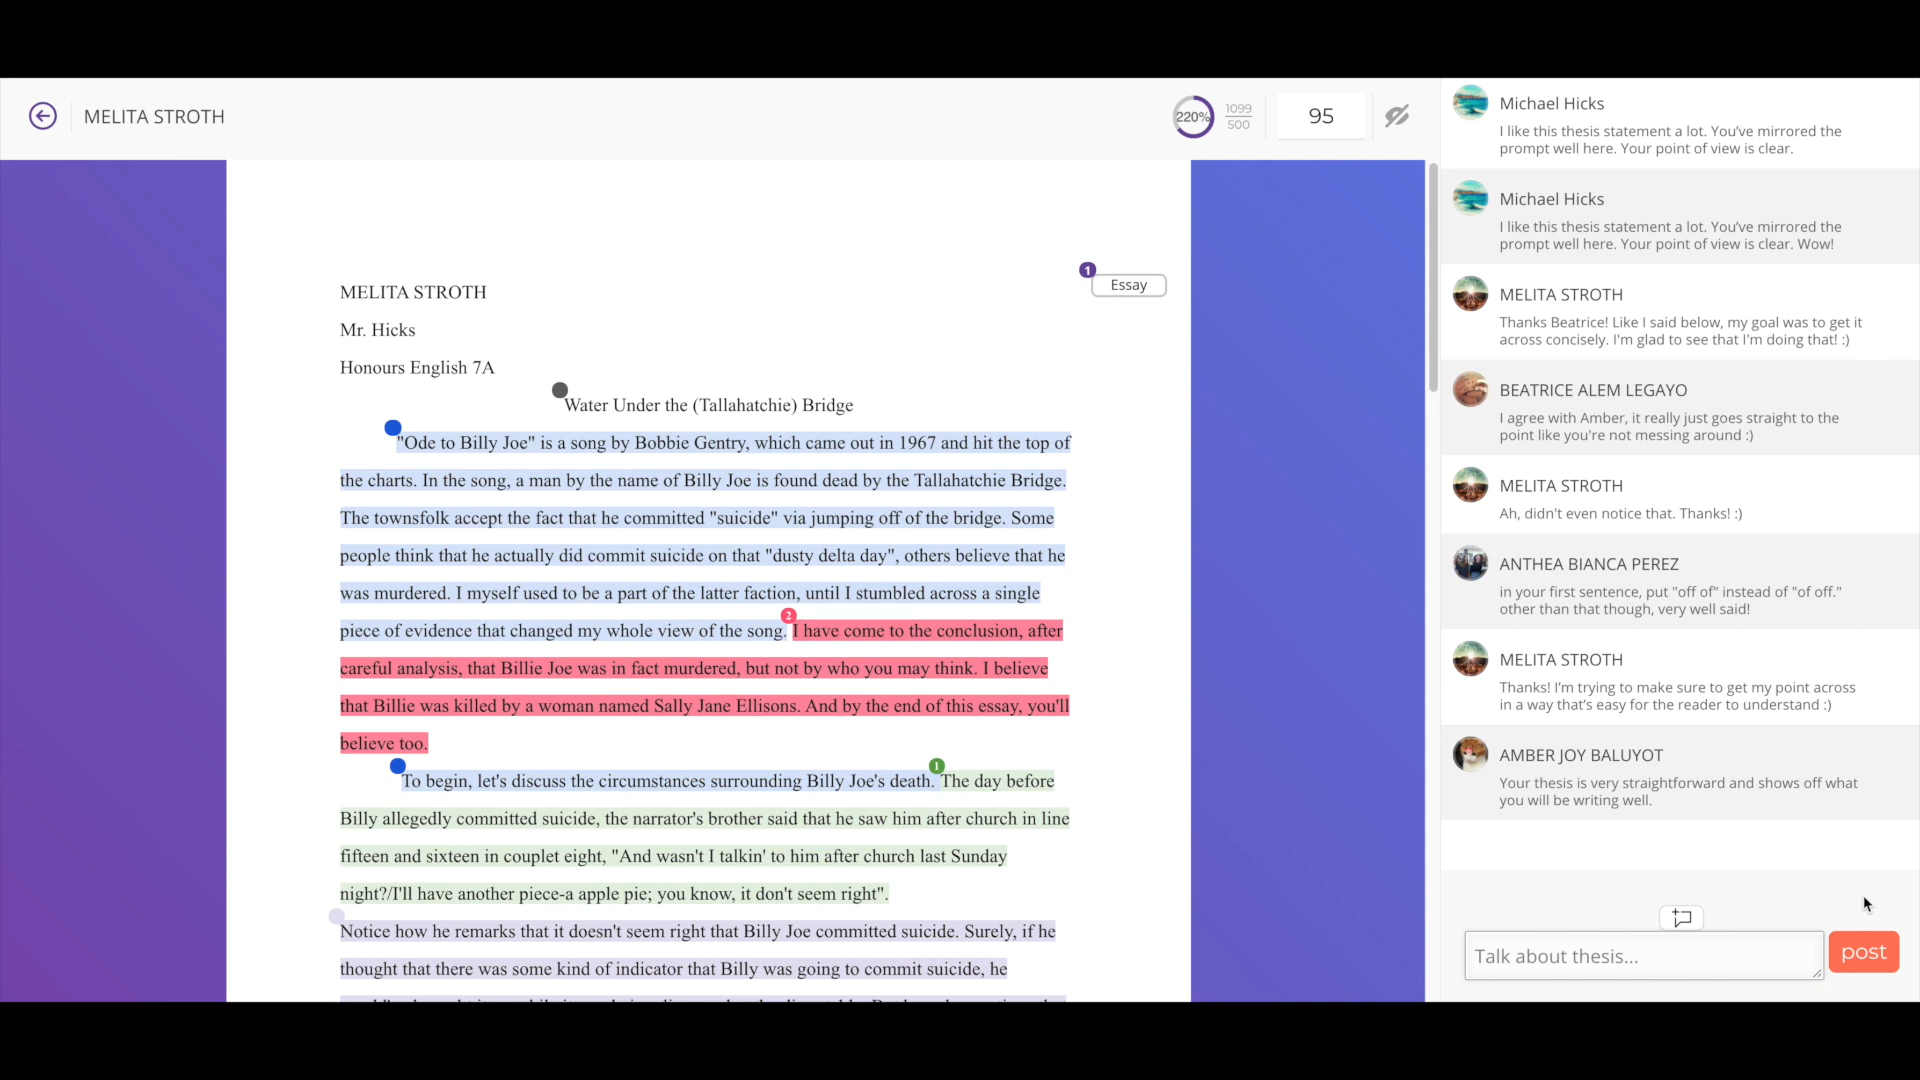 MELITA STROTH
220%
1099
500
95
1
Essay
MELITA STROTH
Mr. Hicks
Honours English 7A
Water Under the (Tallahatchie) Bridge
"Ode to Billy Joe" is a song by Bobbie Gentry, which came out in 1967 and hit the top of
the charts. In the song, a man by the name of Billy Joe is found dead by the Tallahatchie Bridge.
The townsfolk accept the fact that he committed "suicide" via jumping off of the bridge. Some
people think that he actually did commit suicide on that "dusty delta day", others believe that he
was murdered. I myself used to be a part of the latter faction, until I stumbled across a single
2
piece of evidence that changed my whole view of the song. I have come to the conclusion, after
careful analysis, that Billie Joe was in fact murdered, but not by who you may think. I believe
that Billie was killed by a woman named Sally Jane Ellisons. And by the end of this essay, you'll
believe too.
1
To begin, let's discuss the circumstances surrounding Billy Joe's death. The day before
Billy allegedly committed suicide, the narrator's brother said that he saw him after church in line
fifteen and sixteen in couplet eight, "And wasn't I talkin' to him after church last Sunday
night?/I'll have another piece-a apple pie; you know, it don't seem right".
Notice how he remarks that it doesn't seem right that Billy Joe committed suicide. Surely, if he
thought that there was some kind of indicator that Billy was going to commit suicide, he
Michael Hicks
I like this thesis statement a lot. You've mirrored the
prompt well here. Your point of view is clear.
Michael Hicks
I like this thesis statement a lot. You've mirrored the
prompt well here. Your point of view is clear. Wow!
MELITA STROTH
Thanks Beatrice! Like I said below, my goal was to get it
across concisely. I'm glad to see that I'm doing that! :)
BEATRICE ALEM LEGAYO
I agree with Amber, it really just goes straight to the
point like you're not messing around :)
MELITA STROTH
Ah, didn't even notice that. Thanks! :)
ANTHEA BIANCA PEREZ
in your first sentence, put "off of" instead of "of off."
other than that though, very well said!
MELITA STROTH
Thanks! I'm trying to make sure to get my point across
in a way that's easy for the reader to understand :)
AMBER JOY BALUYOT
Your thesis is very straightforward and shows off what
you will be writing well.
Talk about thesis...
post